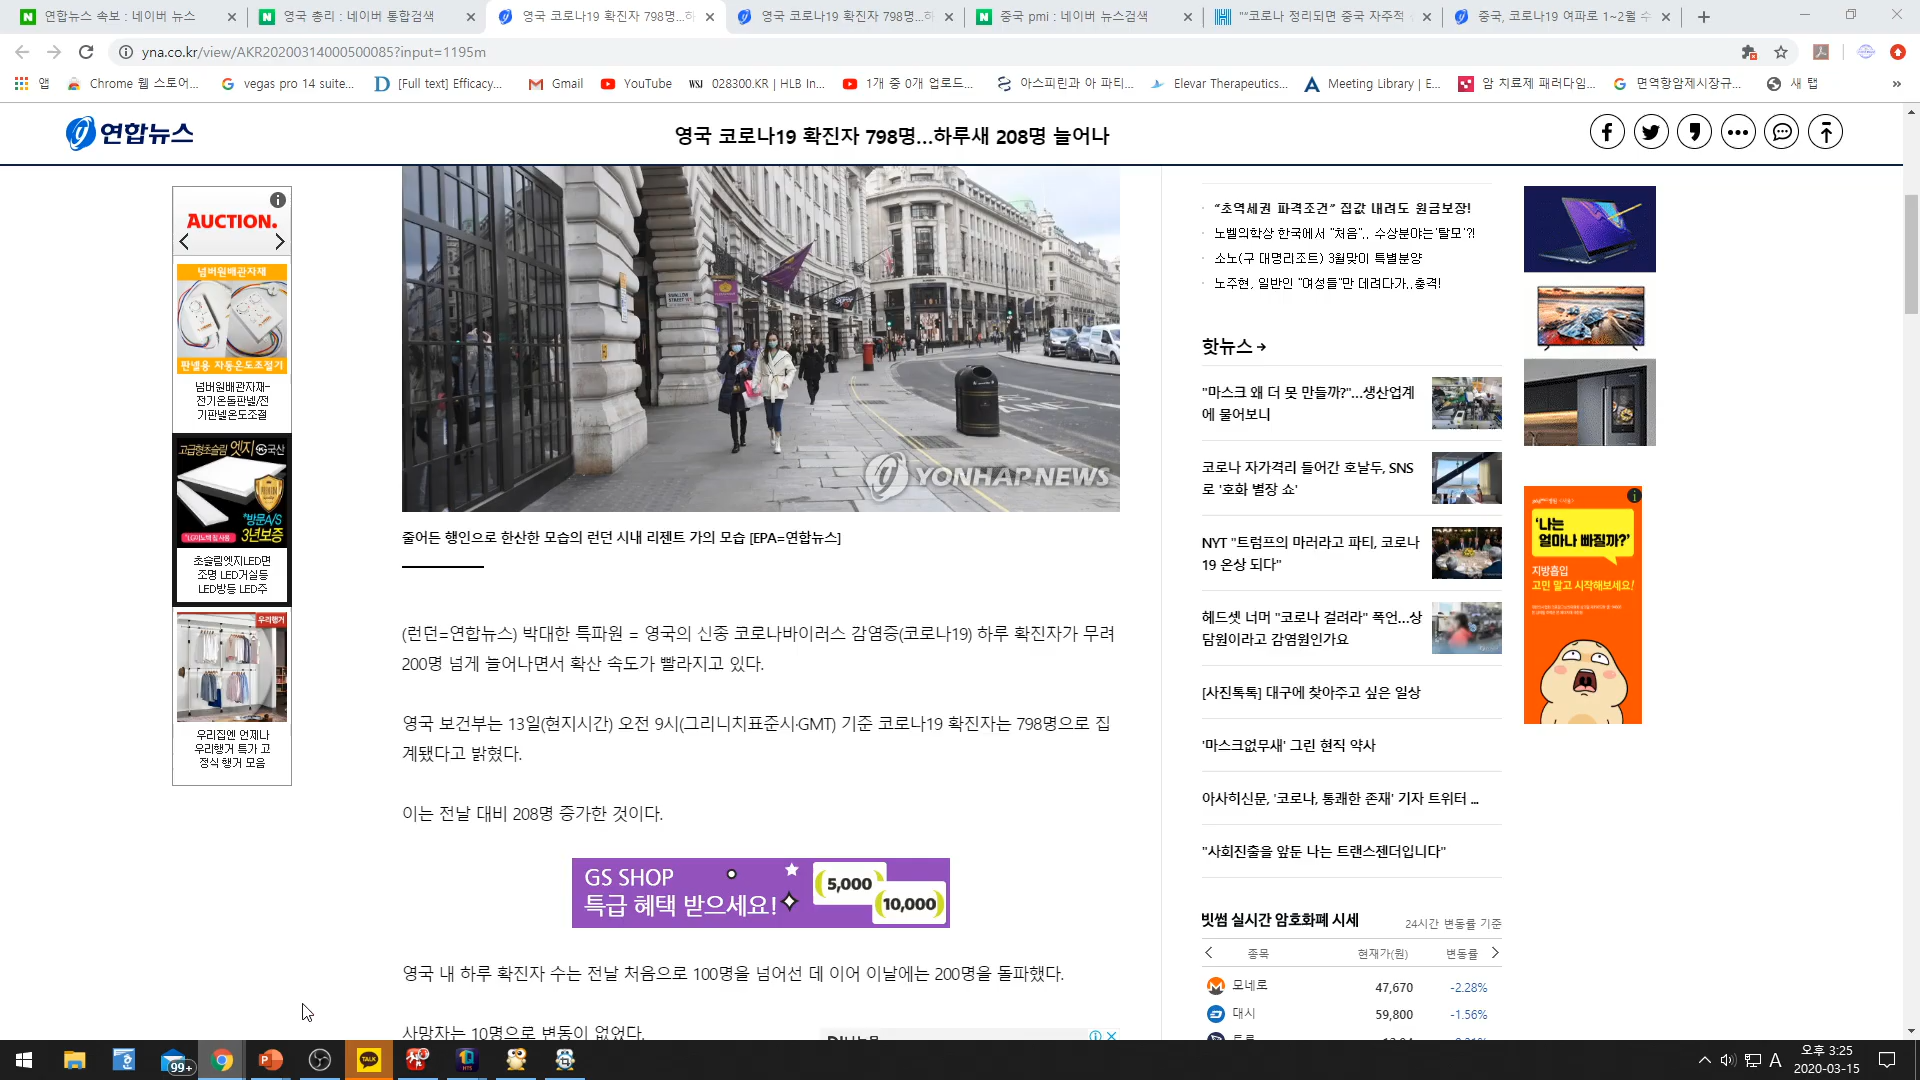 연합뉴스 속보 : 네이버 뉴스
영국 총리 : 네이버 통합검색
영국 코로나19 확진자 798명...하
영국 코로나19 확진자 798명...하
중국 pmi : 네이버 뉴스검색
"“코로나 정리되면 중국 자주적
중국, 코로나19 여파로 1~2월 수
yna.co.kr/view/AKR20200314000500085?input=1195m
앱
Chrome 웹 스토어...
vegas pro 14 suite...
[Full text] Efficacy...
Gmail
YouTube
WSJ
028300.KR | HLB In...
1개 중 0개 업로드...
아스피린과 아 파티...
Elevar Therapeutics...
Meeting Library | E...
암 치료제 패러다임...
면역항암제시장규...
새 탭
연합뉴스
영국 코로나19 확진자 798명...하루새 208명 늘어나
AUCTION.
넘버원배관자재
판넬용 자동온도조절기
넘버원배관자재-
전기온돌판넬/전
기판넬온도조절
고급형초슬림 엣지 국산
PREMIUM
*방문A/S
3년보증
초슬림엣지LED면
조명 LED거실등
LED방등 LED주
우리행거
우리집엔 언제나
우리행거 특가 고
정식 행거 모음
SWALLOW
STREET W1
YONHAP NEWS
줄어든 행인으로 한산한 모습의 런던 시내 리젠트 가의 모습 [EPA=연합뉴스]
(런던=연합뉴스) 박대한 특파원 = 영국의 신종 코로나바이러스 감염증(코로나19) 하루 확진자가 무려
200명 넘게 늘어나면서 확산 속도가 빨라지고 있다.
영국 보건부는 13일(현지시간) 오전 9시(그리니치표준시·GMT) 기준 코로나19 확진자는 798명으로 집
계됐다고 밝혔다.
이는 전날 대비 208명 증가한 것이다.
GS SHOP
특급 혜택 받으세요!
5,000
10,000
영국 내 하루 확진자 수는 전날 처음으로 100명을 넘어선 데 이어 이날에는 200명을 돌파했다.
사망자는 10명으로 변동이 없었다.
“초역세권 파격조건” 집값 내려도 원금보장!
노벨의학상 한국에서 "처음".. 수상분야는'탈모'?!
소노(구 대명리조트) 3월맞이 특별분양
노주현, 일반인 "여성들"만 데려다가..충격!
핫뉴스
"마스크 왜 더 못 만들까?"...생산업계
에 물어보니
코로나 자가격리 들어간 호날두, SNS
로 '호화 별장 쇼'
NYT "트럼프의 마러라고 파티, 코로나
19 온상 되다"
헤드셋 너머 "코로나 걸려라" 폭언...상
담원이라고 감염원인가요
[사진톡톡] 대구에 찾아주고 싶은 일상
'마스크없무새' 그린 현직 약사
아사히신문, '코로나, 통쾌한 존재' 기자 트위터 ...
"사회진출을 앞둔 나는 트랜스젠더입니다"
빗썸 실시간 암호화폐 시세
24시간 변동률 기준
종목 현재가(원) 변동률
모네로 47,670 -2.28%
대시 59,800 -1.56%
'나는
얼마나 빠질까?'
지방흡입
고민 말고 시작해보세요!
99+
TALK
HTS
A
오후 3:25
2020-03-15